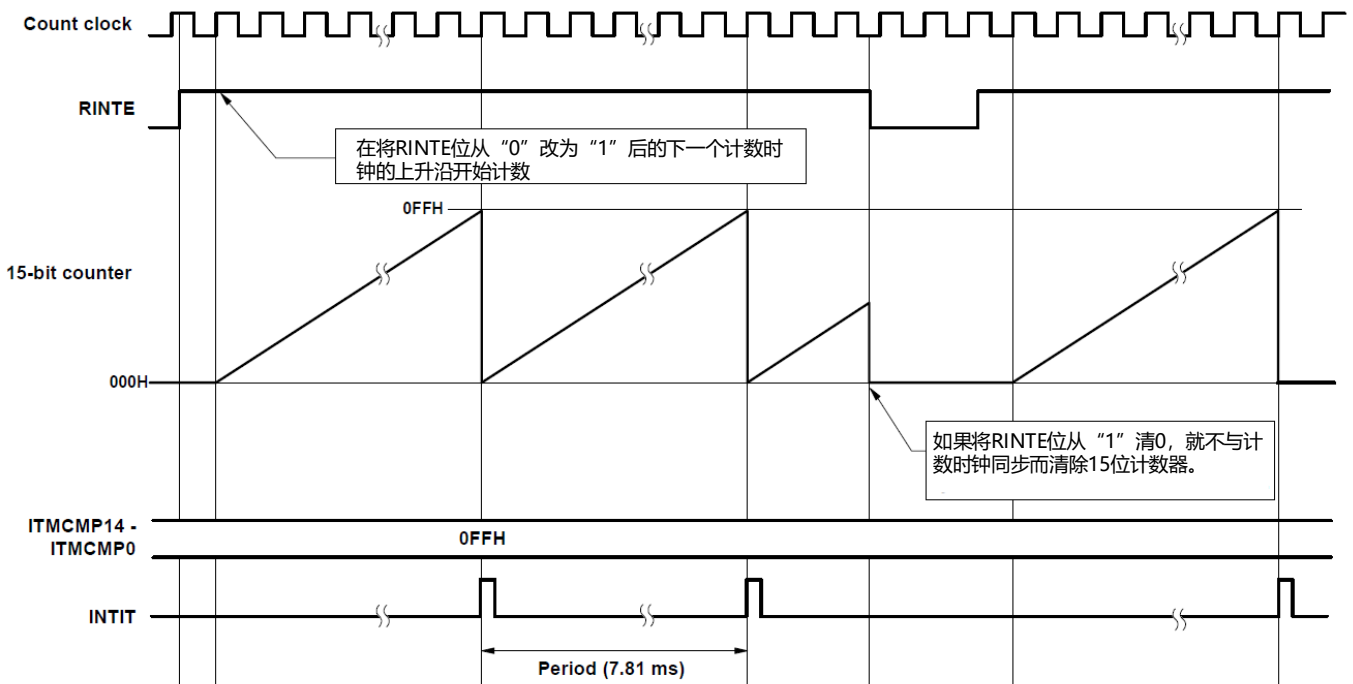 Count clock
RINTE
在将RINTE位从“0”改为“1”后的下一个计数时
钟的上升沿开始计数
0FFH
15-bit counter
000H
如果将RINTE位从“1”清0，就不与计
数时钟同步而清除15位计数器。
ITMCMP14 -
ITMCMP0
0FFH
INTIT
Period (7.81 ms)